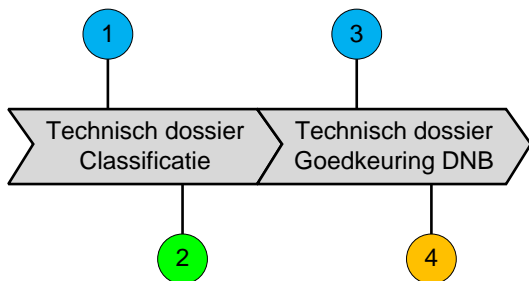 1
3
Technisch dossier
Classificatie
Technisch dossier
Goedkeuring DNB
2
4